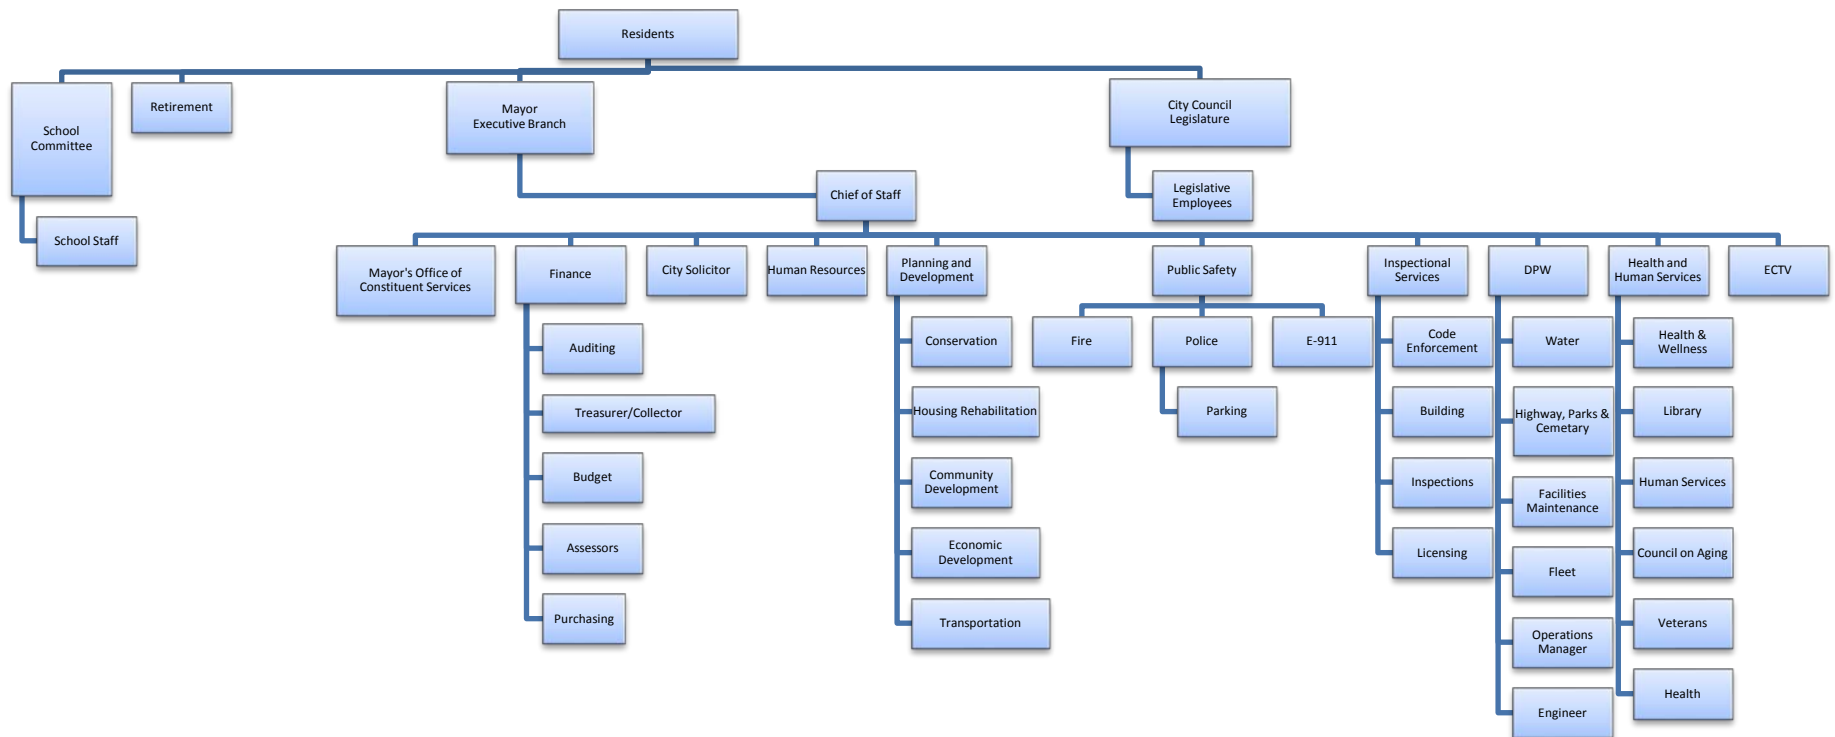 Residents
School
Committee
Retirement
Mayor
Executive Branch
City Council
Legislature
School Staff
Chief of Staff
Legislative
Employees
Mayor's Office of
Constituent Services
Finance
City Solicitor
Human Resources
Planning and
Development
Public Safety
Inspectional
Services
DPW
Health and
Human Services
ECTV
Auditing
Treasurer/Collector
Budget
Assessors
Purchasing
Conservation
Housing Rehabilitation
Community
Development
Economic
Development
Transportation
Fire
Police
E-911
Parking
Code
Enforcement
Building
Inspections
Licensing
Water
Highway, Parks &
Cemetary
Facilities
Maintenance
Fleet
Operations
Manager
Engineer
Health &
Wellness
Library
Human Services
Council on Aging
Veterans
Health